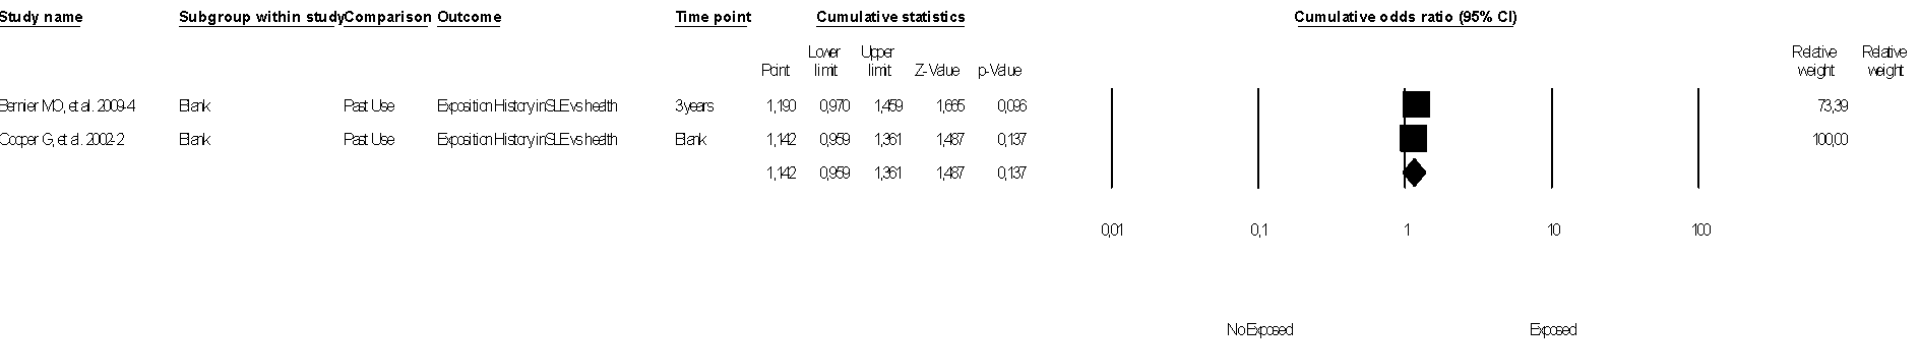 Study name Subgroup within study Comparison Outcome Time point Cumulative statistics Cumulative odds ratio (95% CI)
Lower Upper Relative Relative
Point limit limit Z-Value p-Value weight weight
Bernier MO, et al. 2009-4 Blank Past Use Exposition History in SLE vs health 3 years 1,190 0,970 1,459 1,665 0,096 73,39
Cooper G, et al. 2002-2 Blank Past Use Exposition History in SLE vs health Blank 1,142 0,959 1,361 1,487 0,137 100,00
1,142 0,959 1,361 1,487 0,137
0,01 0,1 1 10 100
No Exposed Exposed